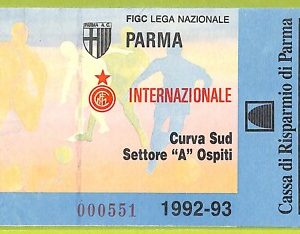 FIGC LEGA NAZIONALE
PARMA A.C.
PARMA
INTERNAZIONALE
Curva Sud
Settore "A" Ospiti
000551
1992-93
Cassa di Risparmio di Parma